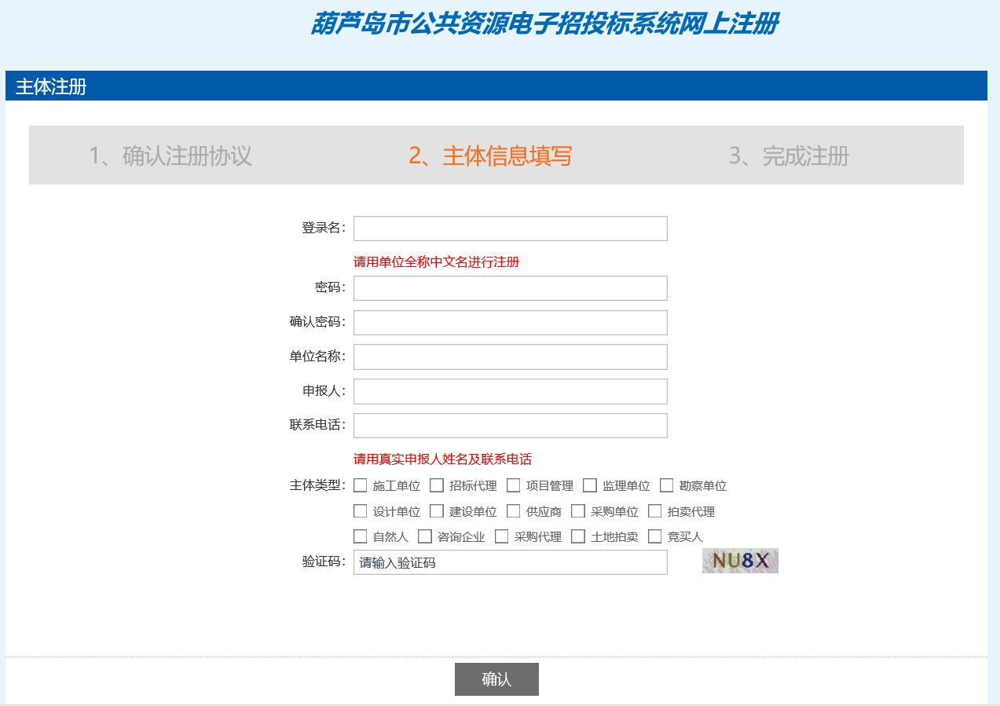 葫芦岛市公共资源电子招投标系统网上注册
主体注册
1、确认注册协议 2、主体信息填写 3、完成注册
登录名：
请用单位全称中文名进行注册
密码：
确认密码：
单位名称：
申报人：
联系电话：
请用真实申报人姓名及联系电话
主体类型： 施工单位 招标代理 项目管理 监理单位 勘察单位
设计单位 建设单位 供应商 采购单位 拍卖代理
自然人 咨询企业 采购代理 土地拍卖 竞买人
验证码： 请输入验证码 NU8X
确认